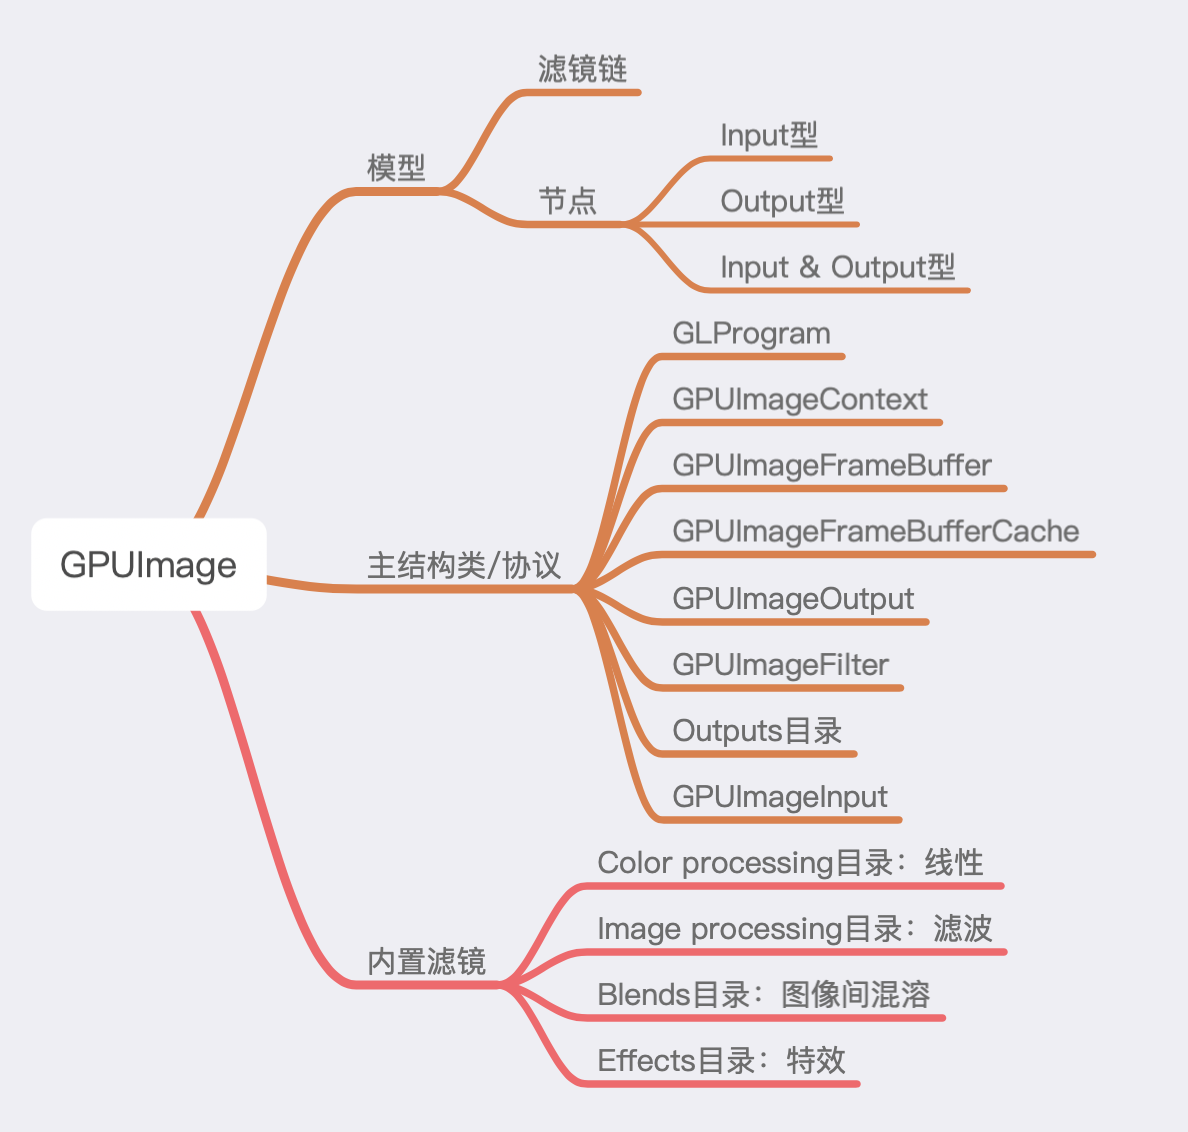 滤镜链
Input型
模型
节点
Output型
Input & Output型
GLProgram
GPUImageContext
GPUImageFrameBuffer
GPUImageFrameBufferCache
GPUImage
主结构类/协议
GPUImageOutput
GPUImageFilter
Outputs目录
GPUImageInput
Color processing目录：线性
Image processing目录：滤波
内置滤镜
Blends目录：图像间混溶
Effects目录：特效